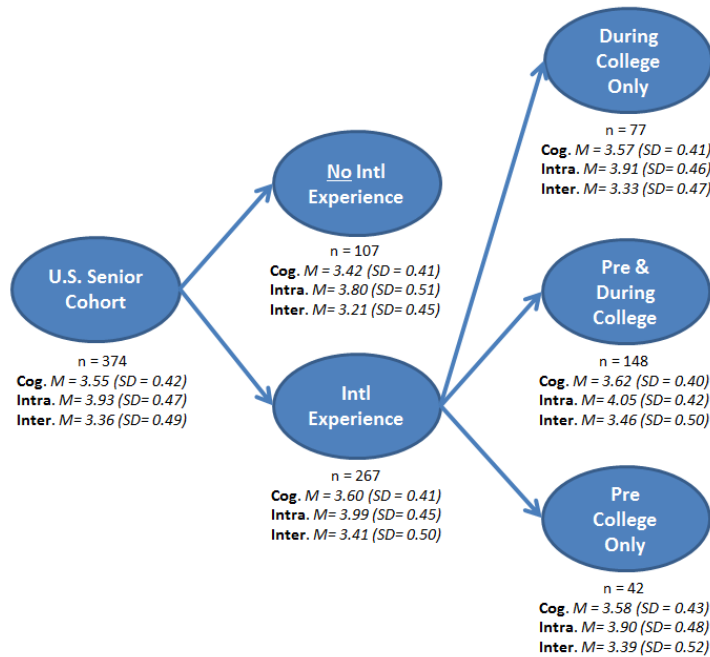 During
College
Only
n = 77
Cog. M = 3.57 (SD = 0.41)
Intra. M = 3.91 (SD= 0.46)
Inter. M= 3.33 (SD= 0.47)
No Intl
Experience
n = 107
Cog. M = 3.42 (SD = 0.41)
Intra. M= 3.80 (SD= 0.51)
Inter. M= 3.21 (SD= 0.45)
U.S. Senior
Cohort
n = 374
Cog. M = 3.55 (SD = 0.42)
Intra. M= 3.93 (SD= 0.47)
Inter. M= 3.36 (SD= 0.49)
Pre &
During
College
n = 148
Cog. M = 3.62 (SD = 0.40)
Intra. M= 4.05 (SD= 0.42)
Inter. M= 3.46 (SD= 0.50)
Intl
Experience
n = 267
Cog. M = 3.60 (SD = 0.41)
Intra. M= 3.99 (SD= 0.45)
Inter. M= 3.41 (SD= 0.50)
Pre
College
Only
n = 42
Cog. M = 3.58 (SD = 0.43)
Intra. M= 3.90 (SD= 0.48)
Inter. M= 3.39 (SD= 0.52)